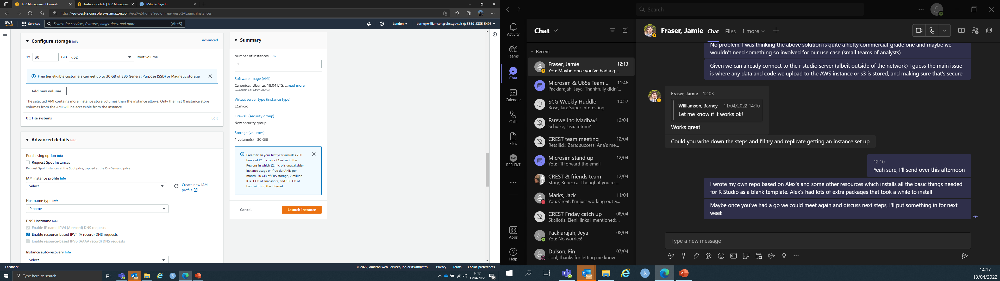 EC2 Management Console
Instance details | EC2 Managem
RStudio Sign In
https://eu-west-2.console.aws.amazon.com/ec2/v2/home?region=eu-west-2#LaunchInstances:
aws
Services
Search for services, features, blogs, docs, and more
[Alt+S]
London
barney.williamson@dhsc.gov.uk @ 3359-2335-5498
Configure storage Info
Advanced
1x
30
GiB
gp2
Root volume
Free tier eligible customers can get up to 30 GB of EBS General Purpose (SSD) or Magnetic storage
Add new volume
The selected AMI contains more instance store volumes than the instance allows. Only the first 0 instance store
volumes from the AMI will be accessible from the instance
0 x File systems
Edit
Advanced details Info
Purchasing option Info
Request Spot Instances
Request Spot Instances at the Spot price, capped at the On-Demand price
IAM instance profile Info
Select
Create new IAM
profile
Hostname type Info
IP name
DNS Hostname Info
Enable IP name IPV4 (A record) DNS requests
Enable resource-based IPV4 (A record) DNS requests
Enable resource-based IPV6 (AAAA record) DNS requests
Instance auto-recovery Info
Select
Summary
Number of instances Info
1
Software Image (AMI)
Canonical, Ubuntu, 18.04 LTS, ...read more
ami-0f9124f7452cdb2a6
Virtual server type (instance type)
t2.micro
Firewall (security group)
New security group
Storage (volumes)
1 volume(s) - 30 GiB
Free tier: In your first year includes 750
hours of t2.micro (or t3.micro in the
Regions in which t2.micro is unavailable)
instance usage on free tier AMIs per
month, 30 GiB of EBS storage, 2 million
IOs, 1 GB of snapshots, and 100 GB of
bandwidth to the internet
Cancel
Launch instance
Feedback
© 2022, Amazon Web Services, Inc. or its affiliates.
Privacy
Terms
Cookie preferences
Type here to search
14:17
13/04/2022
19
Search
Activity
Teams
Chat
Calendar
Calls
Files
REFLEKT
Apps
Help
Chat
Recent
Fraser, Jamie 12:13
You: Maybe once you've had a g...
Microsim & U65s Team ... 11:46
Packiarajah, Jeya: Thankfully didn'...
SCG Weekly Huddle 10:52
Rose, Ian: Super interesting.
Farewell to Madhav! 12/04
Schulze, Lisa: tetum?
CREST team meeting 12/04
Retallick, Zara: success: Ana's me...
Microsim stand up 12/04
You: I'll forward the email
CREST & friends team 12/04
Story, Rebecca: Though if you're ...
Marks, Jack 11/04
You: Great. I'm just working out a...
CREST Friday catch up 08/04
Skaliotis, Eleni: links I mentioned:...
Packiarajah, Jeya 08/04
You: No worries!
Dulson, Fin 07/04
cool, thanks for letting me know
Fraser, Jamie
Chat
Files
1 more
No problem, I was thinking the above solution is quite a hefty commercial-grade one and maybe we
wouldn't need something so involved for our use case (small teams of analysts)
Given we can already connect to the r studio server (albeit outside of the network) I guess the main issue
is where any data and code we upload to the AWS instance or s3 is stored, and making sure that's secure
Fraser, Jamie 12:03
Williamson, Barney 11/04/2022 14:10
Let me know if it works ok!
Works great
Could you write down the steps and I'll try and replicate getting an instance set up
12:10
Yeah sure, I'll send over this afternoon
I wrote my own repo based on Alex's and some other resources which installs all the basic things needed
for R Studio as a blank template. Alex's had lots of extra packages that took a while to install
Maybe once you've had a go we could meet again and discuss next steps, I'll put something in for next
week
Type a new message
GIF
14:17
13/04/2022